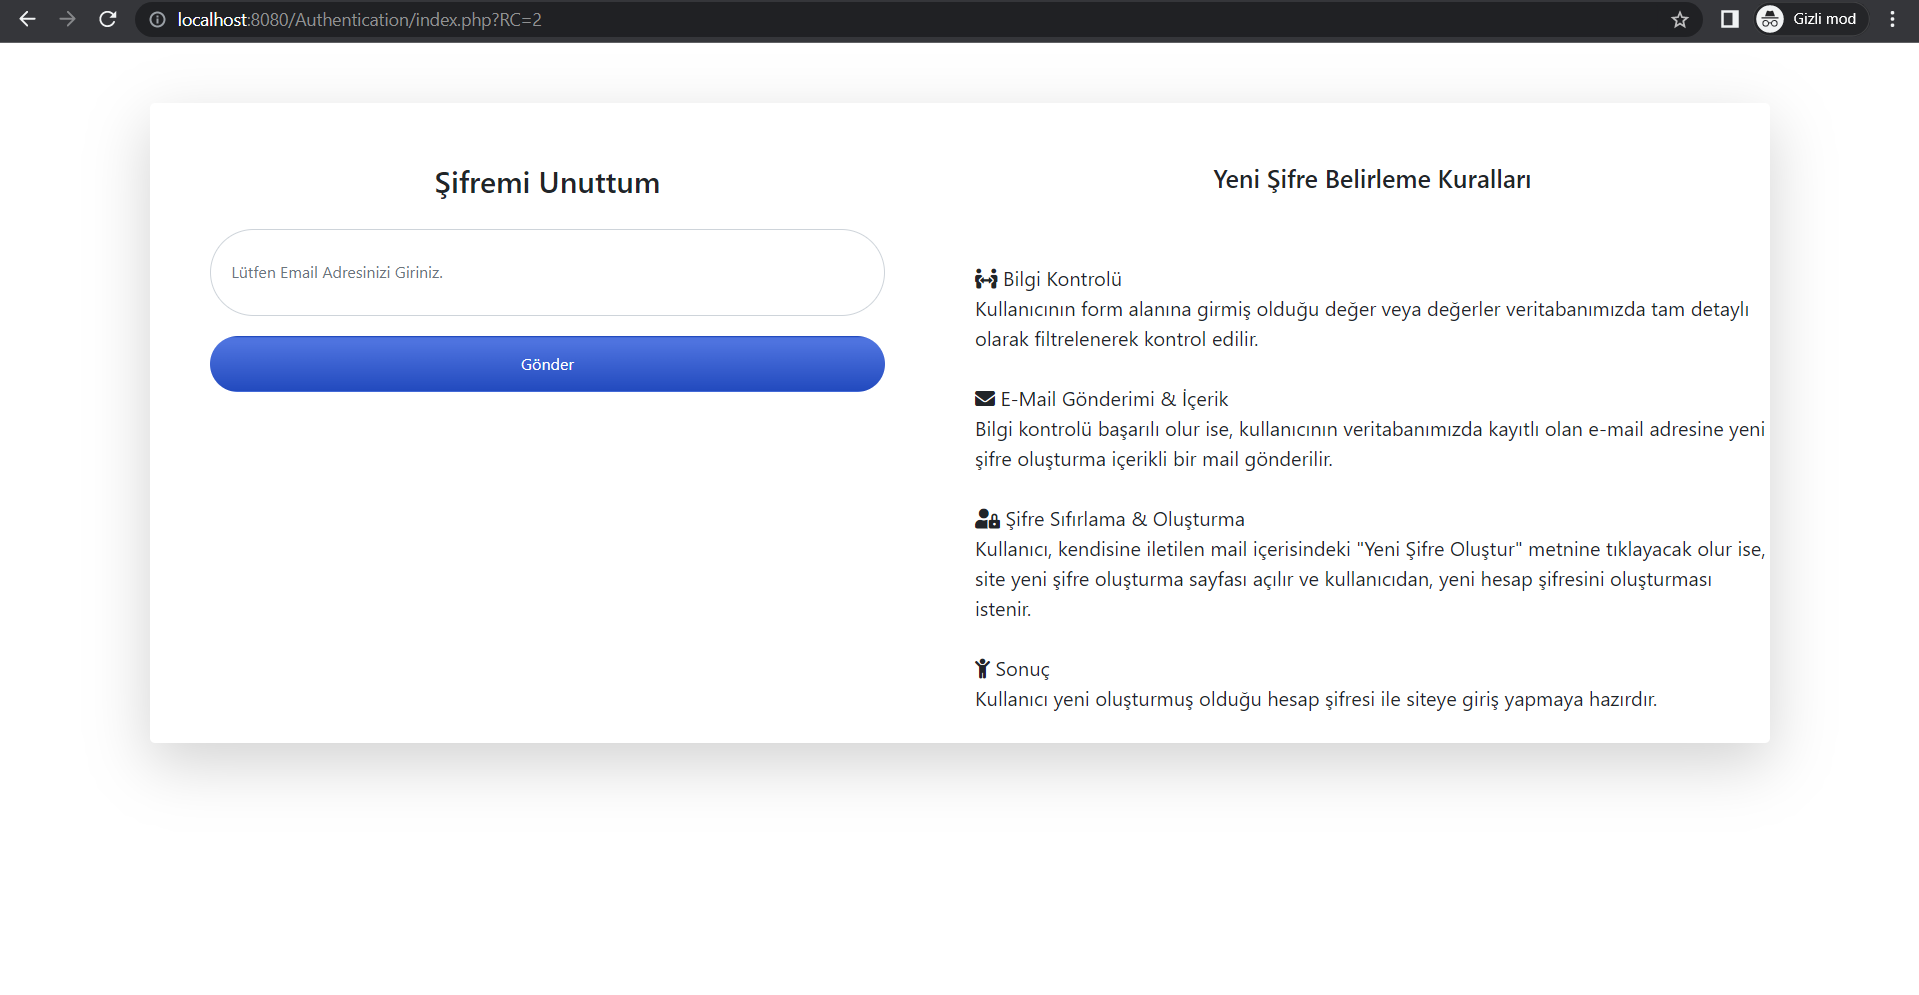 localhost:8080/Authentication/index.php?RC=2
Gizli mod
Şifremi Unuttum
Lütfen Email Adresinizi Giriniz.
Gönder
Yeni Şifre Belirleme Kuralları
Bilgi Kontrolü
Kullanıcının form alanına girmiş olduğu değer veya değerler veritabanımızda tam detaylı
olarak filtrelenerek kontrol edilir.
E-Mail Gönderimi & İçerik
Bilgi kontrolü başarılı olur ise, kullanıcının veritabanımızda kayıtlı olan e-mail adresine yeni
şifre oluşturma içerikli bir mail gönderilir.
Şifre Sıfırlama & Oluşturma
Kullanıcı, kendisine iletilen mail içerisindeki "Yeni Şifre Oluştur" metnine tıklayacak olur ise,
site yeni şifre oluşturma sayfası açılır ve kullanıcıdan, yeni hesap şifresini oluşturması
istenir.
Sonuç
Kullanıcı yeni oluşturmuş olduğu hesap şifresi ile siteye giriş yapmaya hazırdır.